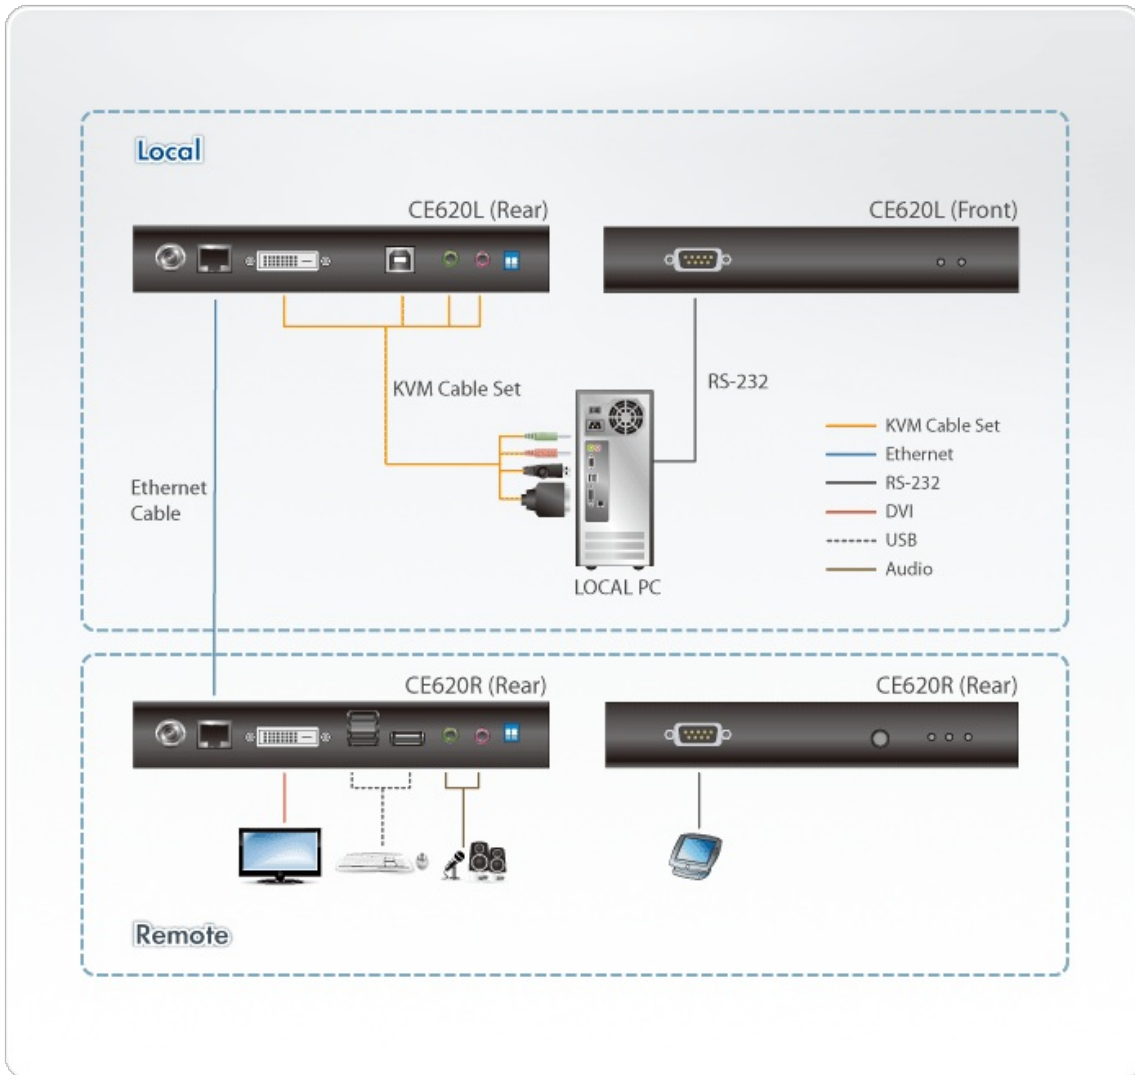 Local
CE620L (Rear)
CE620L (Front)
KVM Cable Set
RS-232
Ethernet
Cable
LOCAL PC
KVM Cable Set
Ethernet
RS-232
DVI
USB
Audio
CE620R (Rear)
CE620R (Rear)
Remote